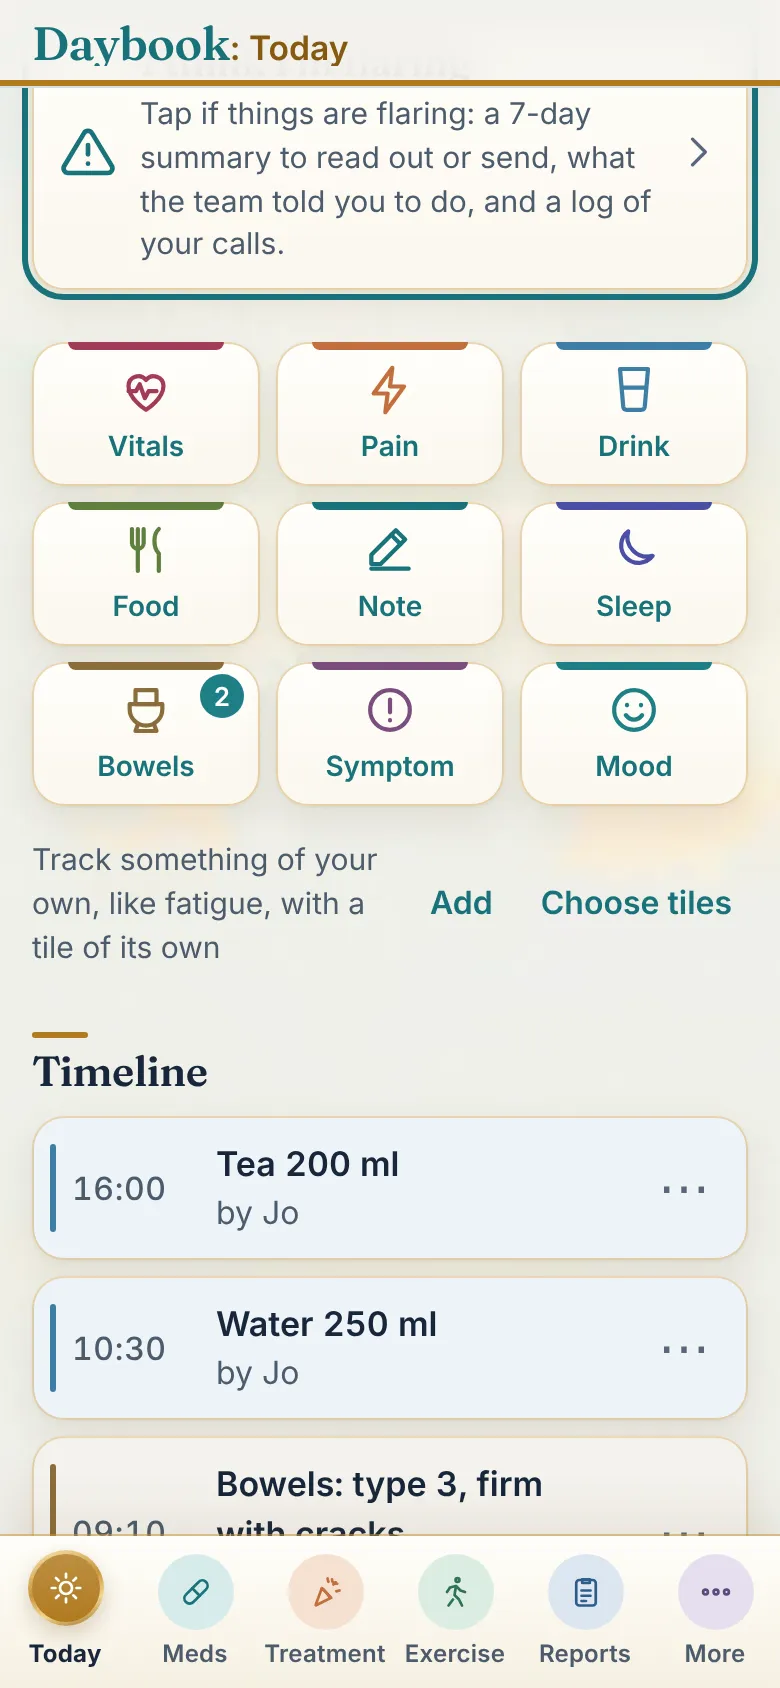 Daybook: Today
Tap if things are flaring: a 7-day
summary to read out or send, what
the team told you to do, and a log of
your calls.
Vitals
Pain
Drink
Food
Note
Sleep
2
Bowels
Symptom
Mood
Track something of your
own, like fatigue, with a
tile of its own
Add
Choose tiles
Timeline
16:00
Tea 200 ml
by Jo
10:30
Water 250 ml
by Jo
09:10
Bowels: type 3, firm
with cracks
Today
Meds
Treatment
Exercise
Reports
More